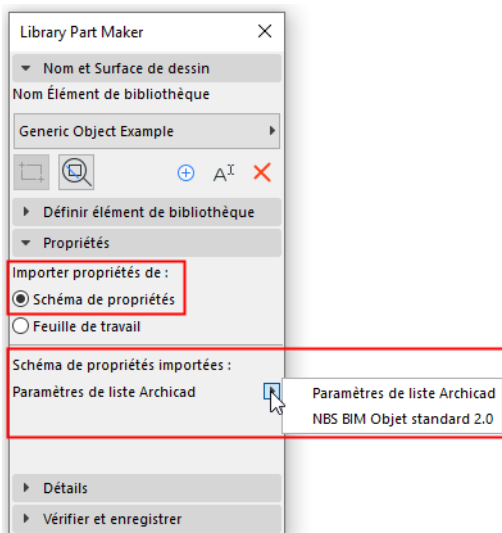 Library Part Maker
Nom et Surface de dessin
Nom Élément de bibliothèque
Generic Object Example
Définir élément de bibliothèque
Propriétés
Importer propriétés de :
Schéma de propriétés
Feuille de travail
Schéma de propriétés importées :
Paramètres de liste Archicad
Paramètres de liste Archicad
NBS BIM Objet standard 2.0
Détails
Vérifier et enregistrer